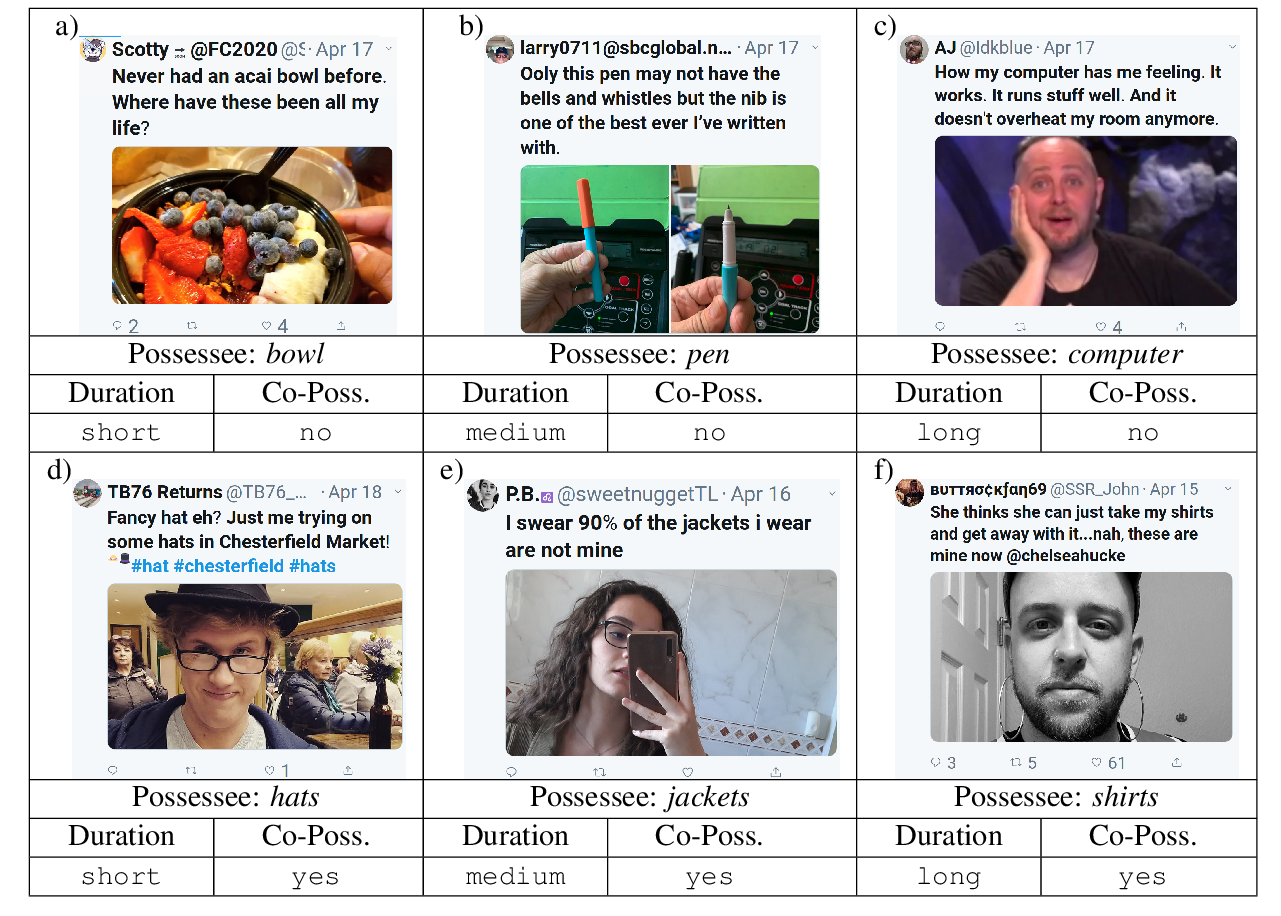 a)
Scotty → @FC2020 @S · Apr 17
Never had an acai bowl before.
Where have these been all my
life?
2 4
Possessee: bowl
Duration Co-Poss.
short no
b)
larry0711@sbcglobal.n... · Apr 17
Ooly this pen may not have the
bells and whistles but the nib is
one of the best ever I've written
with.
Possessee: pen
Duration Co-Poss.
medium no
c)
AJ @Idkblue · Apr 17
How my computer has me feeling. It
works. It runs stuff well. And it
doesn't overheat my room anymore.
4
Possessee: computer
Duration Co-Poss.
long no
d)
TB76 Returns @TB76_... · Apr 18
Fancy hat eh? Just me trying on
some hats in Chesterfield Market!
#hat #chesterfield #hats
1
Possessee: hats
Duration Co-Poss.
short yes
e)
P.B. @sweetnuggetTL · Apr 16
I swear 90% of the jackets i wear
are not mine
Possessee: jackets
Duration Co-Poss.
medium yes
f)
вυттяσ¢кfαη69 @SSR_John · Apr 15
She thinks she can just take my shirts
and get away with it...nah, these are
mine now @chelseahucke
3 5 61
Possessee: shirts
Duration Co-Poss.
long yes